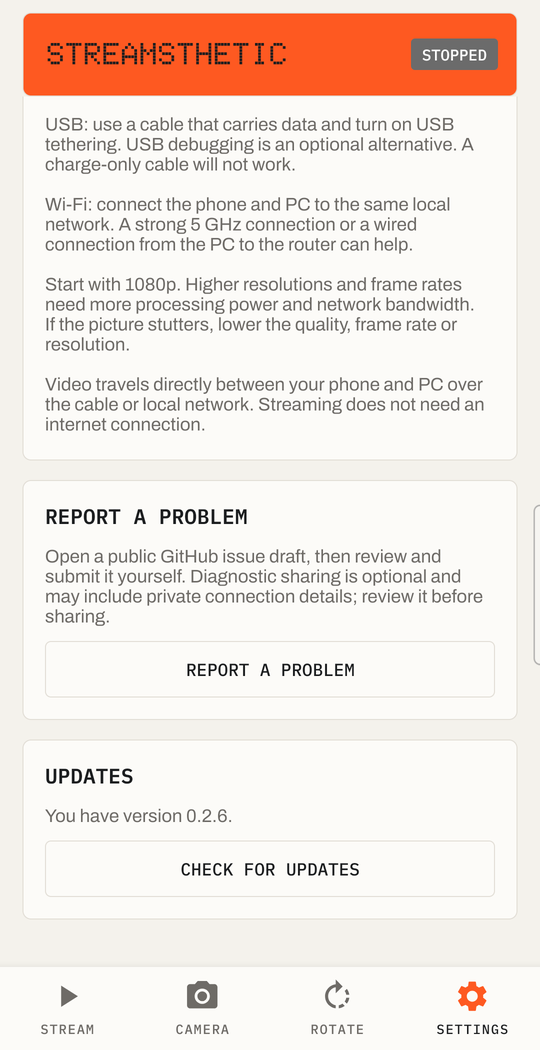 STREAMSTHETIC
STOPPED
USB: use a cable that carries data and turn on USB
tethering. USB debugging is an optional alternative. A
charge-only cable will not work.
Wi-Fi: connect the phone and PC to the same local
network. A strong 5 GHz connection or a wired
connection from the PC to the router can help.
Start with 1080p. Higher resolutions and frame rates
need more processing power and network bandwidth.
If the picture stutters, lower the quality, frame rate or
resolution.
Video travels directly between your phone and PC over
the cable or local network. Streaming does not need an
internet connection.
REPORT A PROBLEM
Open a public GitHub issue draft, then review and
submit it yourself. Diagnostic sharing is optional and
may include private connection details; review it before
sharing.
REPORT A PROBLEM
UPDATES
You have version 0.2.6.
CHECK FOR UPDATES
STREAM
CAMERA
ROTATE
SETTINGS